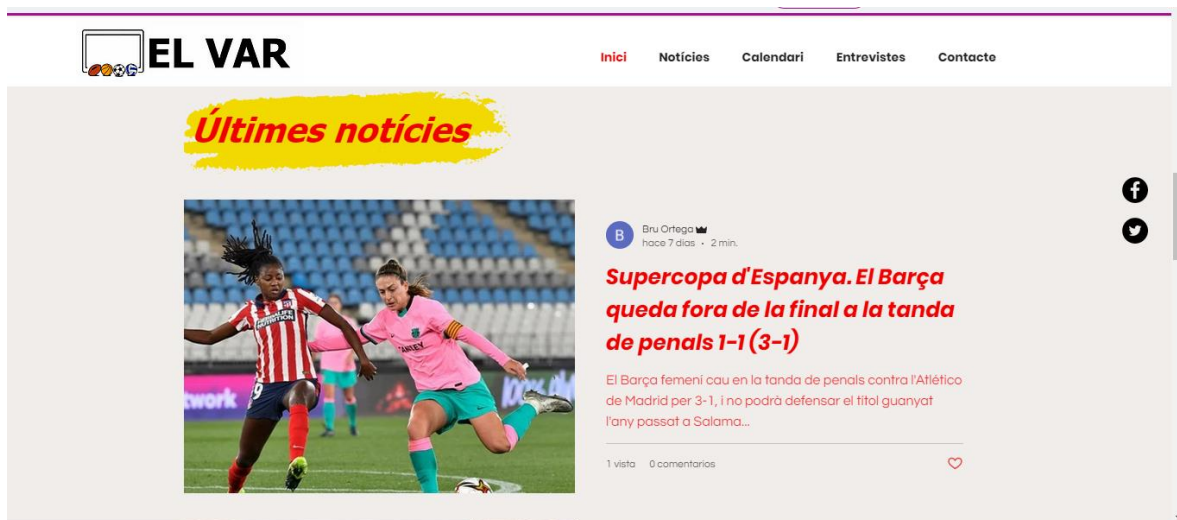 EL VAR
Inici Notícies Calendari Entrevistes Contacte
Últimes notícies
B
Bru Ortega
hace 7 días · 2 min.
Supercopa d'Espanya. El Barça
queda fora de la final a la tanda
de penals 1-1 (3-1)
El Barça femení cau en la tanda de penals contra l'Atlético
de Madrid per 3-1, i no podrà defensar el títol guanyat
l'any passat a Salama...
1 vista 0 comentarios
work